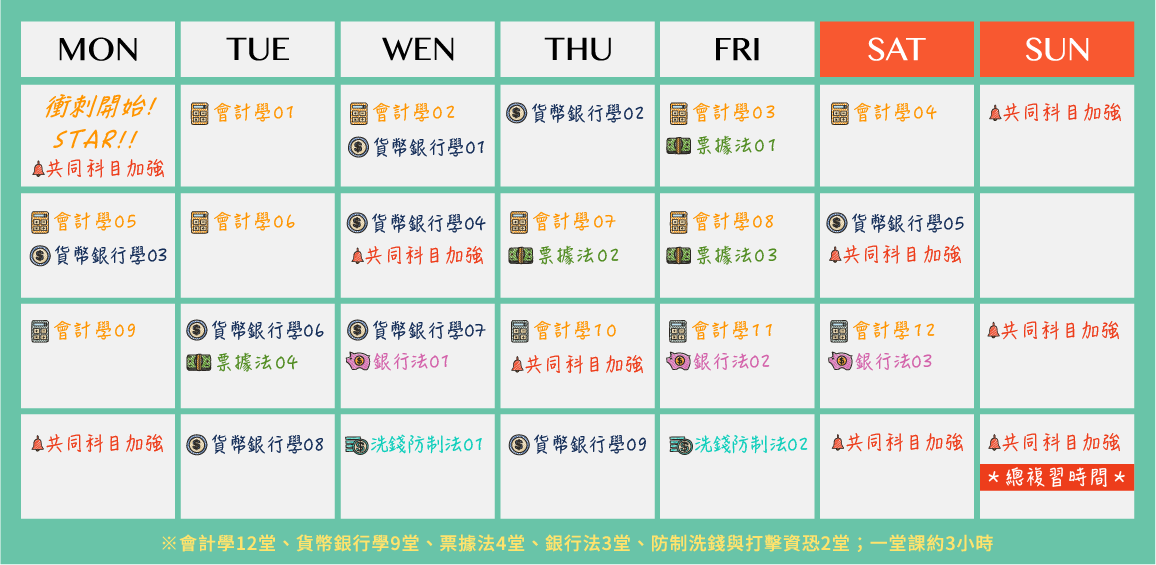 MON
TUE
WEN
THU
FRI
SAT
SUN
衝刺開始!
STAR!!
共同科目加強
會計學01
會計學02
貨幣銀行學01
貨幣銀行學02
會計學03
票據法01
會計學04
共同科目加強
會計學05
貨幣銀行學03
會計學06
貨幣銀行學04
共同科目加強
會計學07
票據法02
會計學08
票據法03
貨幣銀行學05
共同科目加強
會計學09
貨幣銀行學06
票據法04
貨幣銀行學07
銀行法01
會計學10
共同科目加強
會計學11
銀行法02
會計學12
銀行法03
共同科目加強
共同科目加強
貨幣銀行學08
洗錢防制法01
貨幣銀行學09
洗錢防制法02
共同科目加強
共同科目加強
★總複習時間★
※會計學12堂、貨幣銀行學9堂、票據法4堂、銀行法3堂、防制洗錢與打擊資恐2堂；一堂課約3小時